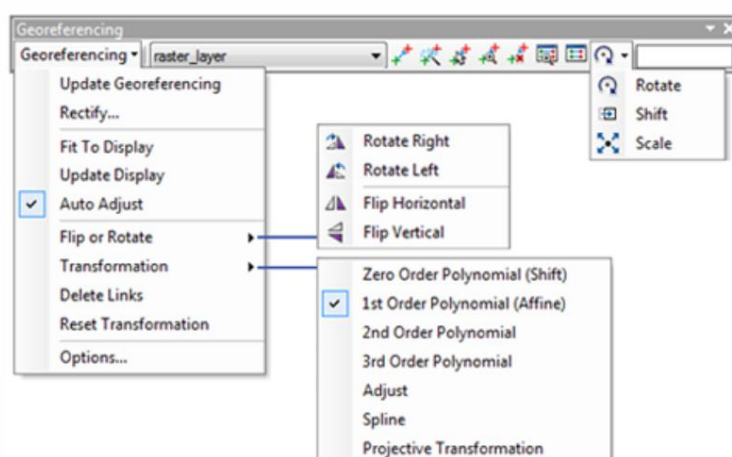 Georeferencing
Georeferencing raster_layer
Update Georeferencing
Rectify...
Fit To Display
Update Display
Auto Adjust
Flip or Rotate
Transformation
Delete Links
Reset Transformation
Options...
Rotate Right
Rotate Left
Flip Horizontal
Flip Vertical
Zero Order Polynomial (Shift)
1st Order Polynomial (Affine)
2nd Order Polynomial
3rd Order Polynomial
Adjust
Spline
Projective Transformation
Rotate
Shift
Scale